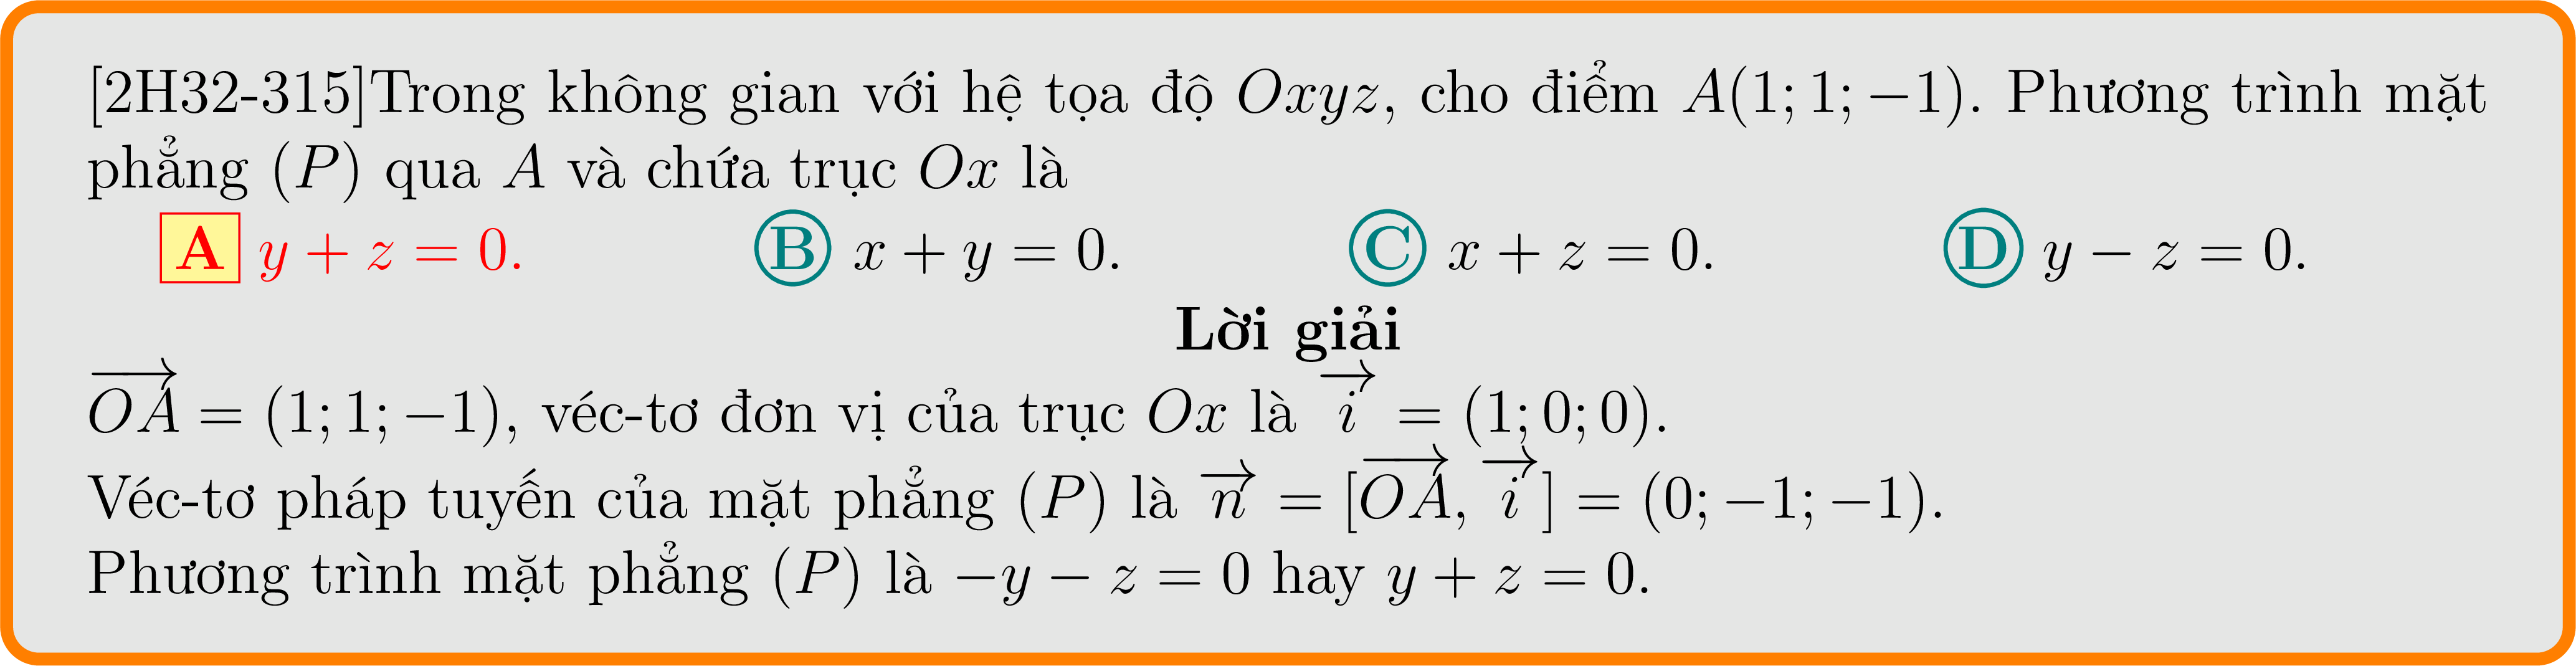 [2H32-315]Trong không gian với hệ tọa độ Oxyz, cho điểm A(1; 1; −1). Phương trình mặt
phẳng (P) qua A và chứa trục Ox là
A y + z = 0. B x + y = 0. C x + z = 0. D y − z = 0.
Lời giải
$\overrightarrow{OA}$ = (1; 1; −1), véc-tơ đơn vị của trục Ox là $\overrightarrow{i}$ = (1; 0; 0).
Véc-tơ pháp tuyến của mặt phẳng (P) là $\overrightarrow{n}$ = [$\overrightarrow{OA}$, $\overrightarrow{i}$] = (0; −1; −1).
Phương trình mặt phẳng (P) là −y − z = 0 hay y + z = 0.